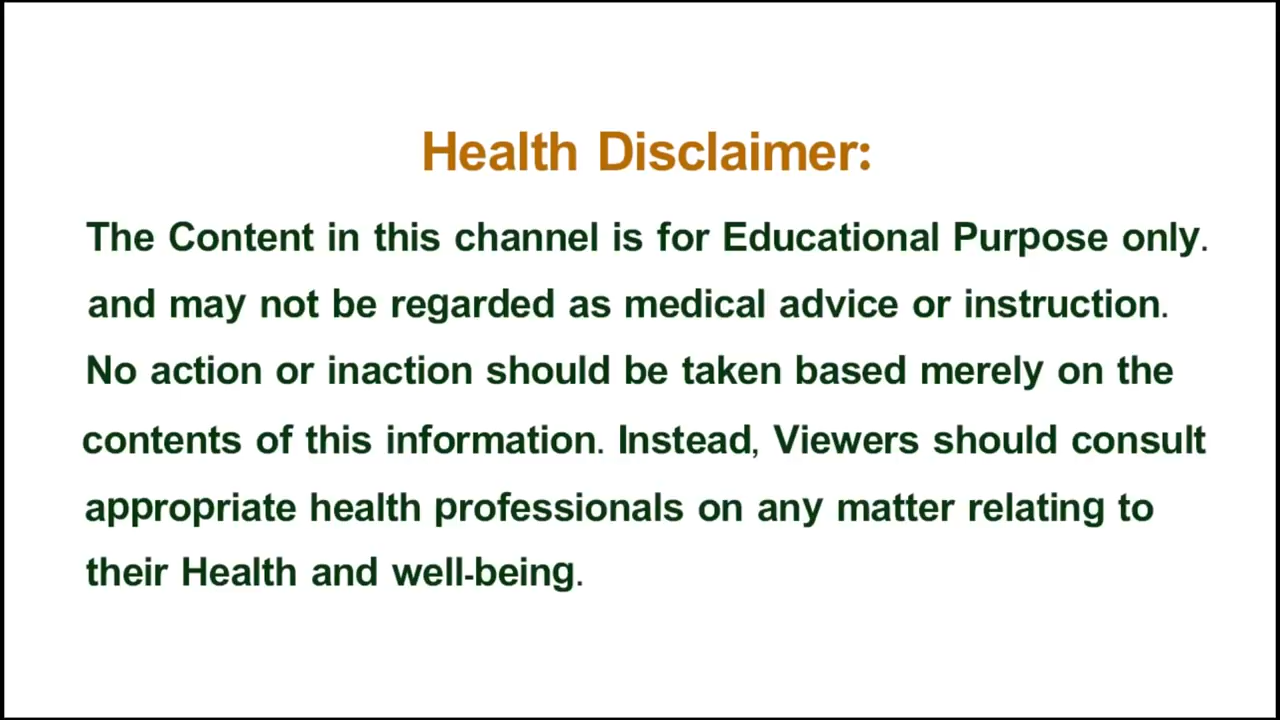 Health Disclaimer:
The Content in this channel is for Educational Purpose only.
and may not be regarded as medical advice or instruction.
No action or inaction should be taken based merely on the
contents of this information. Instead, Viewers should consult
appropriate health professionals on any matter relating to
their Health and well-being.